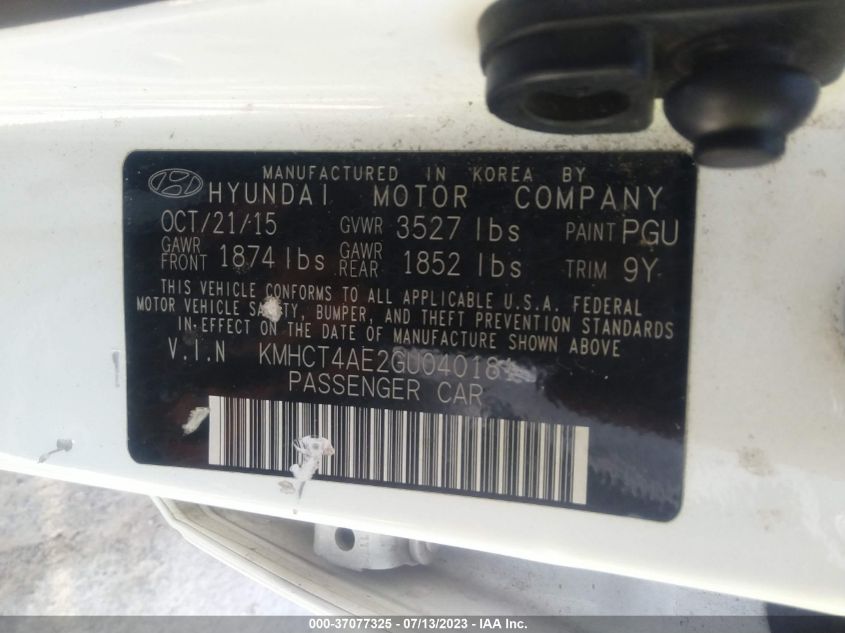 MANUFACTURED IN KOREA BY
HYUNDAI MOTOR COMPANY
OCT/21/15 GVWR 3527 lbs PAINT PGU
GAWR FRONT 1874 lbs GAWR REAR 1852 lbs TRIM 9Y
THIS VEHICLE CONFORMS TO ALL APPLICABLE U.S.A. FEDERAL
MOTOR VEHICLE SAFETY, BUMPER, AND THEFT PREVENTION STANDARDS
IN EFFECT ON THE DATE OF MANUFACTURE SHOWN ABOVE
V.I.N KMHCT4AE2GU040181
PASSENGER CAR
000-37077325 - 07/13/2023 - IAA Inc.